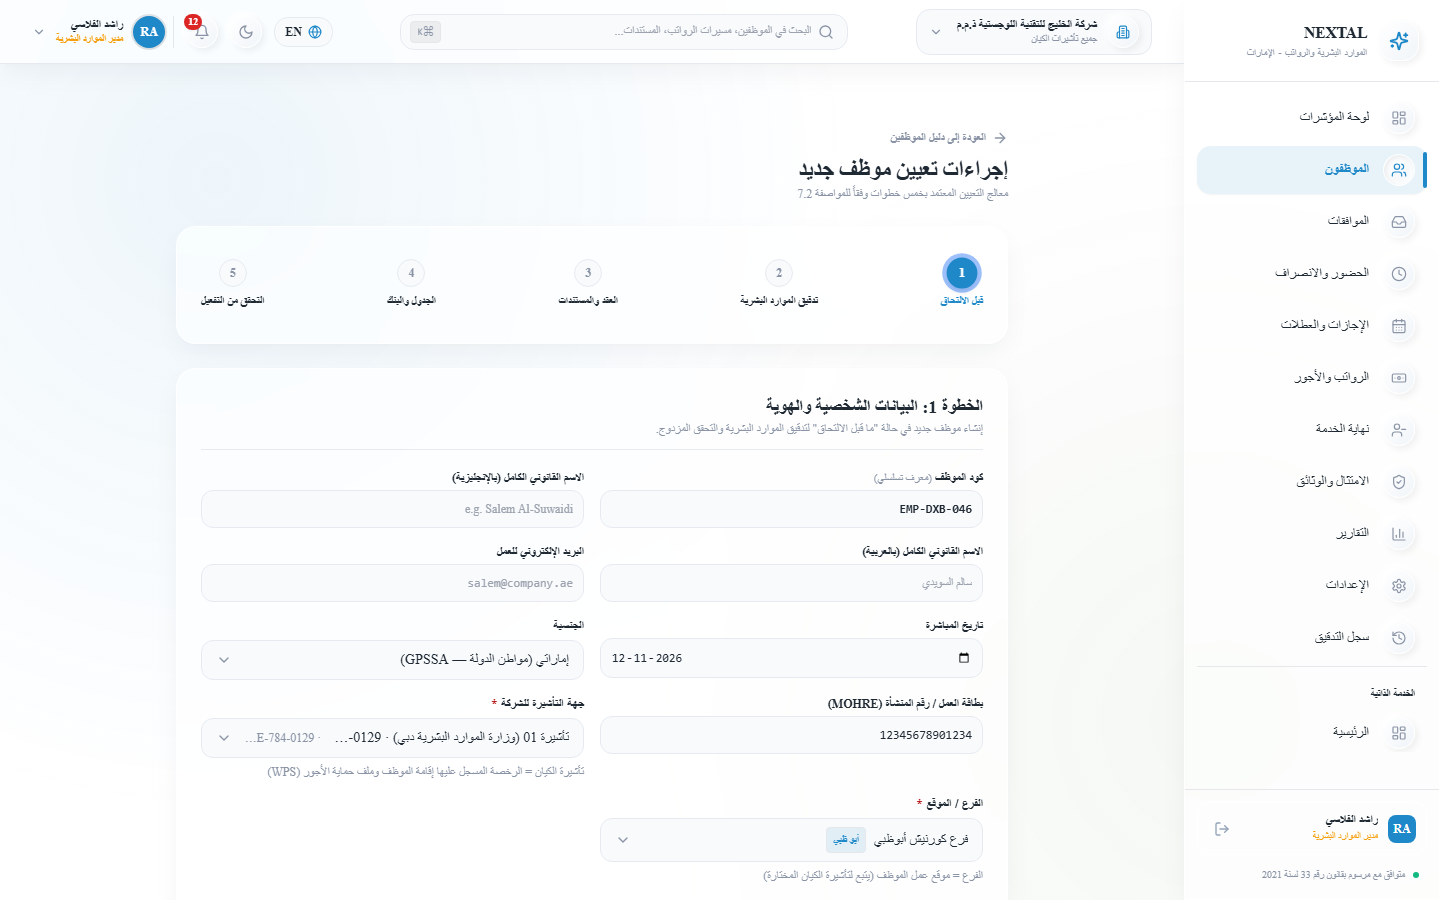 NEXTAL
الموارد البشرية والرواتب - الإمارات
لوحة المؤشرات
الموظفون
الموافقات
الحضور والانصراف
الإجازات والعطلات
الرواتب والأجور
نهاية الخدمة
الامتثال والوثائق
التقارير
الإعدادات
سجل التدقيق
الخدمة الذاتية
الرئيسية
RA
راشد الفلاسي
مدير الموارد البشرية
متوافق مع مرسوم بقانون رقم 33 لسنة 2021
شركة الخليج للتقنية اللوجستية ذ.م.م
جميع تأشيرات الكيان
البحث في الموظفين، مسيرات الرواتب، المستندات...
⌘K
EN
12
RA
راشد الفلاسي
مدير الموارد البشرية
العودة إلى دليل الموظفين
إجراءات تعيين موظف جديد
معالج التعيين المعتمد بخمس خطوات وفقاً للمواصفة 7.2
1
قبل الالتحاق
2
تدقيق الموارد البشرية
3
العقد والمستندات
4
الجدول والبنك
5
التحقق من التفعيل
الخطوة 1: البيانات الشخصية والهوية
إنشاء موظف جديد في حالة "ما قبل الالتحاق" لتدقيق الموارد البشرية والتحقق المزدوج.
كود الموظف (معرف تسلسلي)
EMP-DXB-046
الاسم القانوني الكامل (بالإنجليزية)
e.g. Salem Al-Suwaidi
الاسم القانوني الكامل (بالعربية)
سالم السويدي
البريد الإلكتروني للعمل
salem@company.ae
تاريخ المباشرة
12-11-2026
الجنسية
إماراتي (مواطن الدولة — GPSSA)
بطاقة العمل / رقم المنشأة (MOHRE)
12345678901234
جهة التأشيرة للشركة *
تأشيرة 01 (وزارة الموارد البشرية دبي) · 0129-... · E-784-0129...
تأشيرة الكيان = الرخصة المسجل عليها إقامة الموظف وملف حماية الأجور (WPS)
الفرع / الموقع *
فرع كورنيش أبوظبي
أبو ظبي
الفرع = موقع عمل الموظف (يتبع لتأشيرة الكيان المختارة)